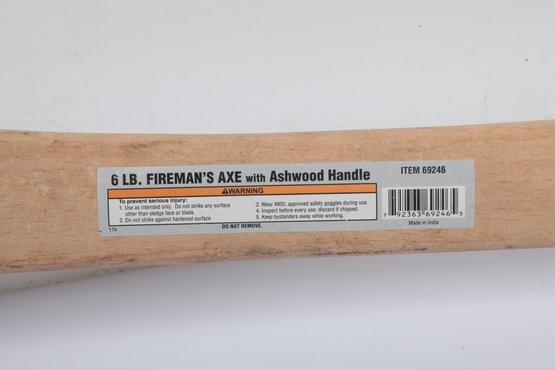 6 LB. FIREMAN'S AXE with Ashwood Handle
ITEM 69246
⚠WARNING
To prevent serious injury:
1. Use as intended only. Do not strike any surface
other than sledge face or blade.
2. Do not strike against hardened surface.
3. Wear ANSI, approved safety goggles during use.
4. Inspect before every use; discard if chipped.
5. Keep bystanders away while working.
7 92363 69246 5
Made in India
11k
DO NOT REMOVE.